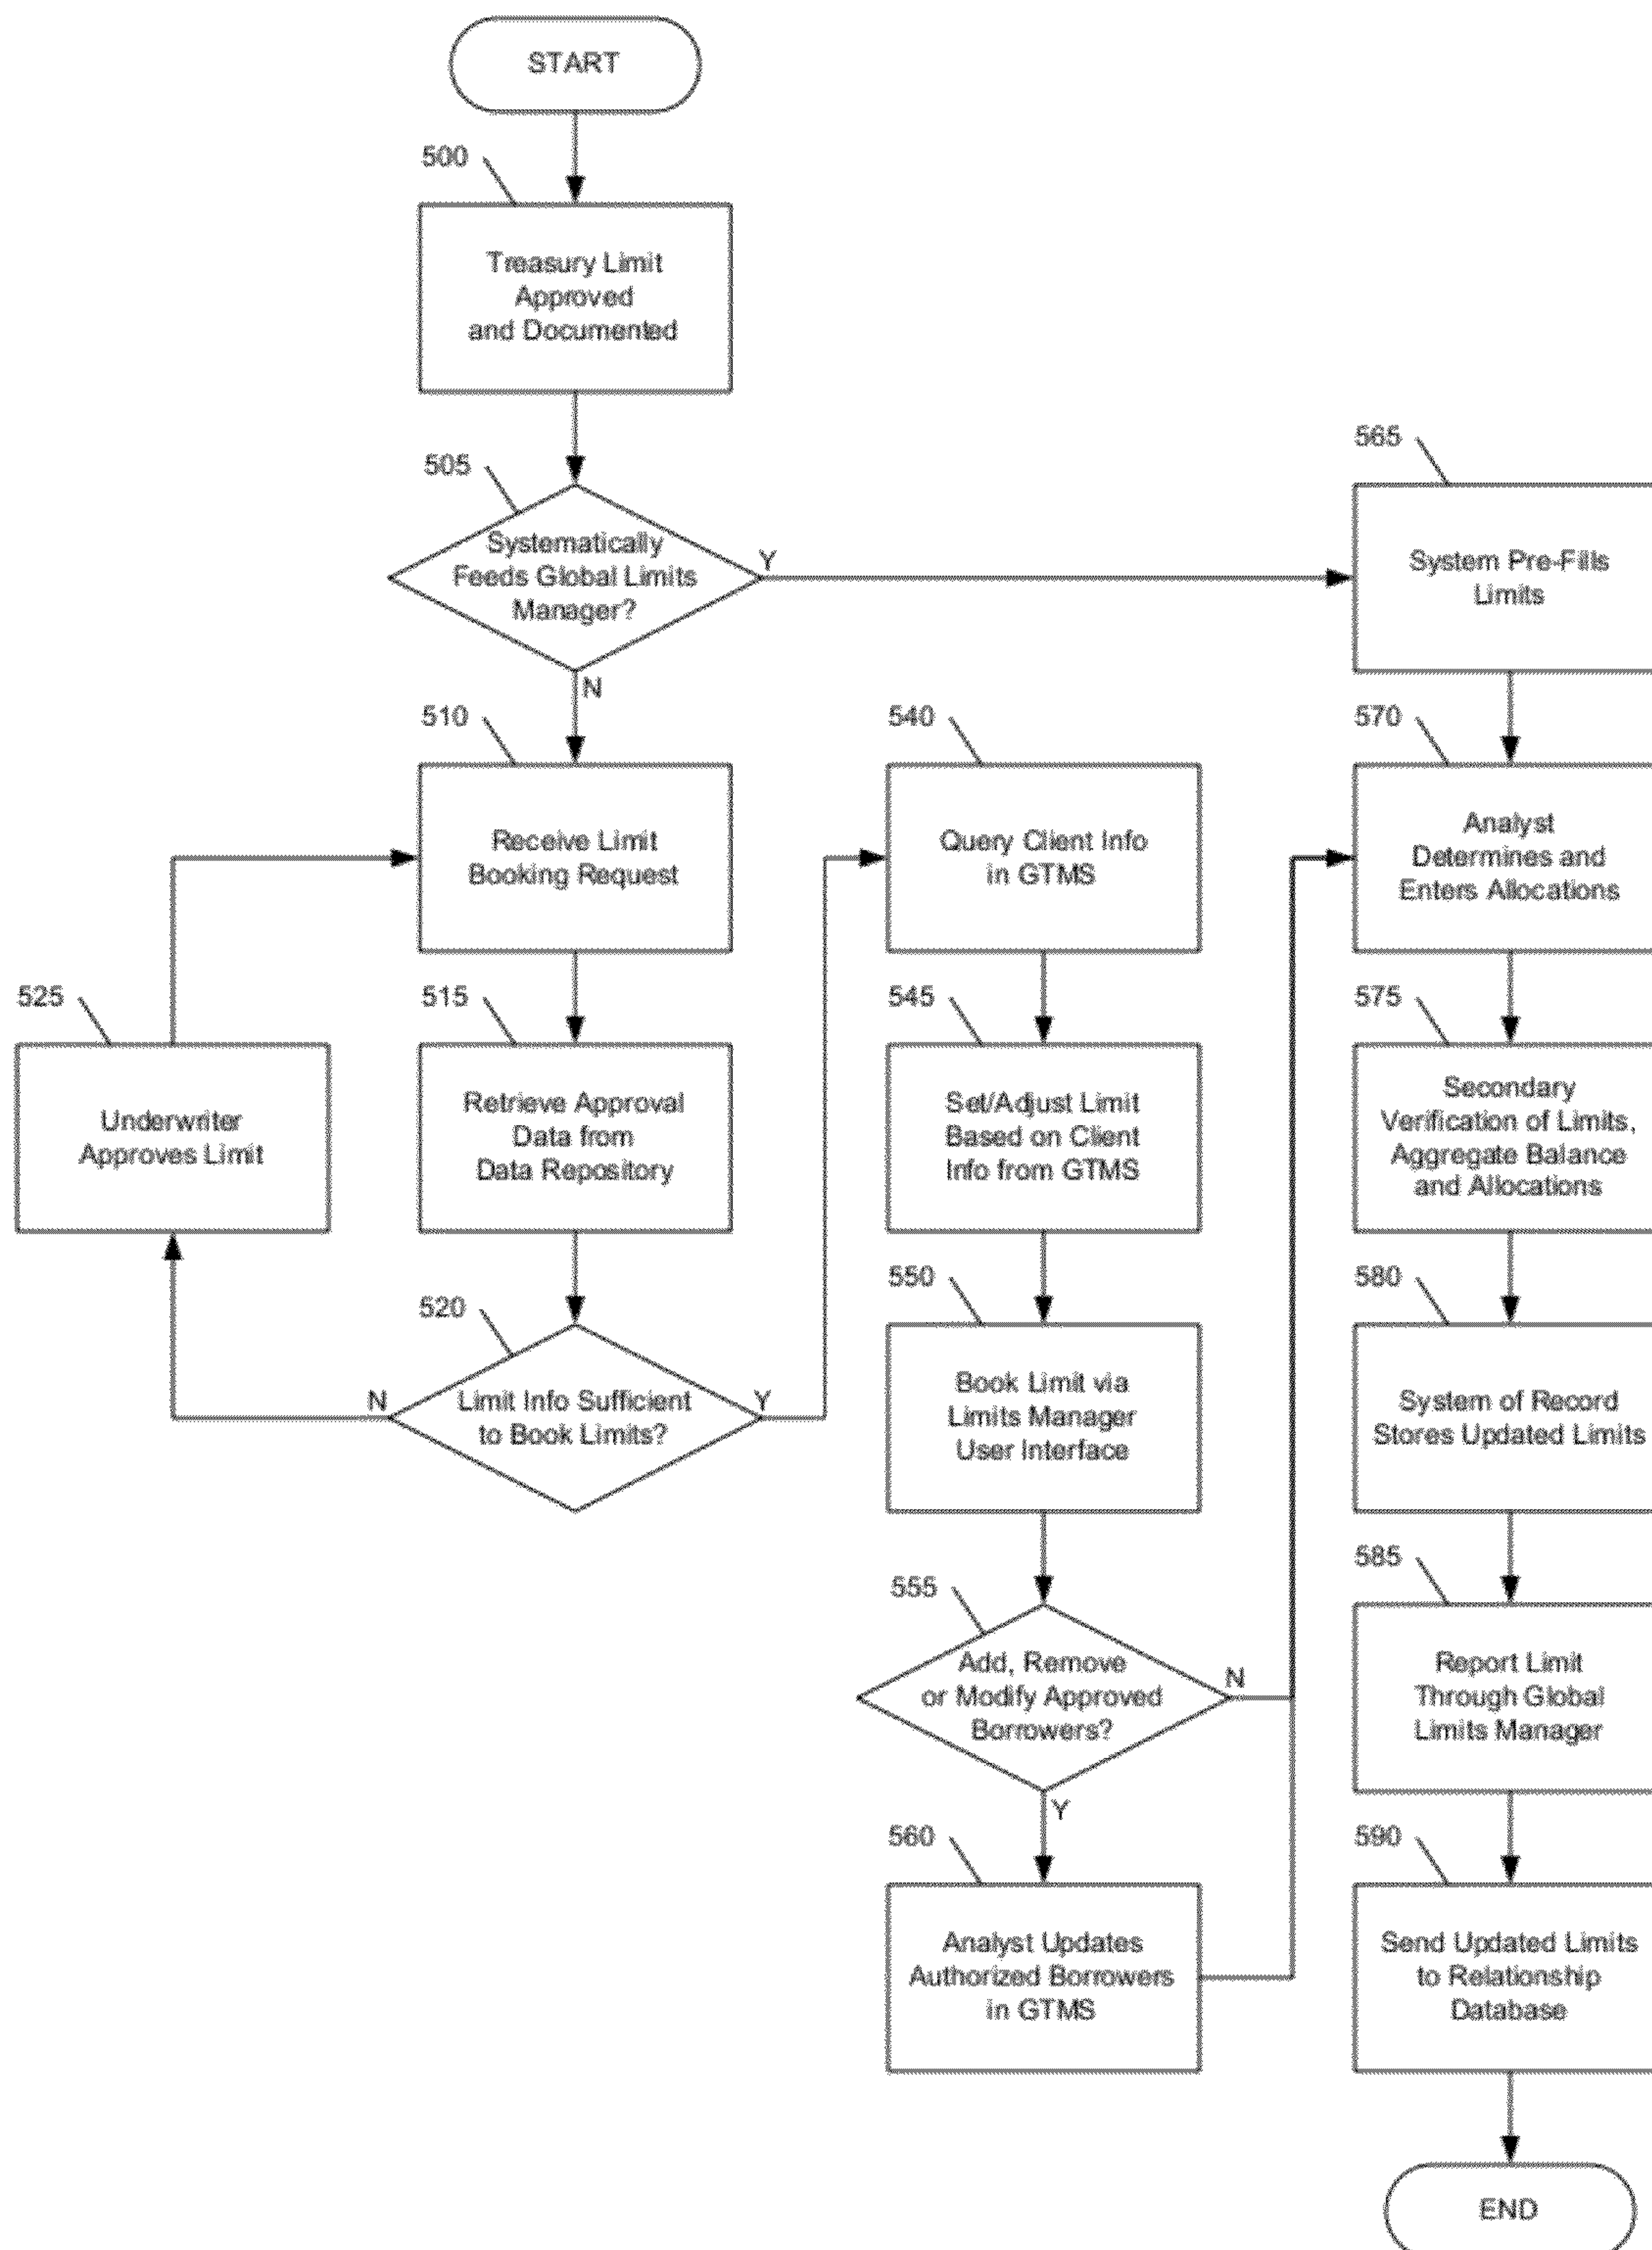 START
500
Treasury Limit
Approved
and Documented
505
Systematically
Feeds Global Limits
Manager?
Y
N
565
System Pre-Fills
Limits
510
Receive Limit
Booking Request
540
Query Client Info
in GTMS
570
Analyst
Determines and
Enters Allocations
525
Underwriter
Approves Limit
515
Retrieve Approval
Data from
Data Repository
545
Set/Adjust Limit
Based on Client
Info from GTMS
575
Secondary
Verification of Limits,
Aggregate Balance
and Allocations
520
N
Limit Info Sufficient
to Book Limits?
Y
550
Book Limit via
Limits Manager
User Interface
580
System of Record
Stores Updated Limits
555
Add, Remove
or Modify Approved
Borrowers?
N
Y
585
Report Limit
Through Global
Limits Manager
560
Analyst Updates
Authorized Borrowers
in GTMS
590
Send Updated Limits
to Relationship
Database
END